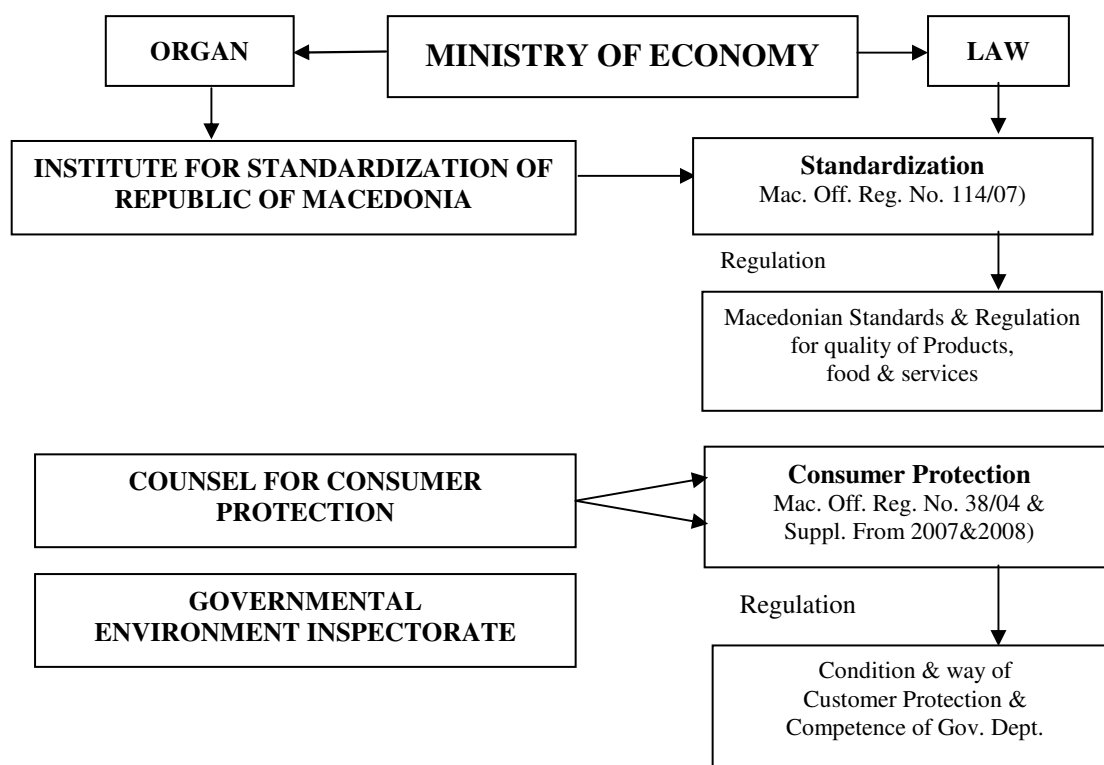 ORGAN
MINISTRY OF ECONOMY
LAW
INSTITUTE FOR STANDARDIZATION OF
REPUBLIC OF MACEDONIA
Standardization
Mac. Off. Reg. No. 114/07)
Regulation
Macedonian Standards & Regulation
for quality of Products,
food & services
COUNSEL FOR CONSUMER
PROTECTION
Consumer Protection
Mac. Off. Reg. No. 38/04 &
Suppl. From 2007&2008)
GOVERNMENTAL
ENVIRONMENT INSPECTORATE
Regulation
Condition & way of
Customer Protection &
Competence of Gov. Dept.